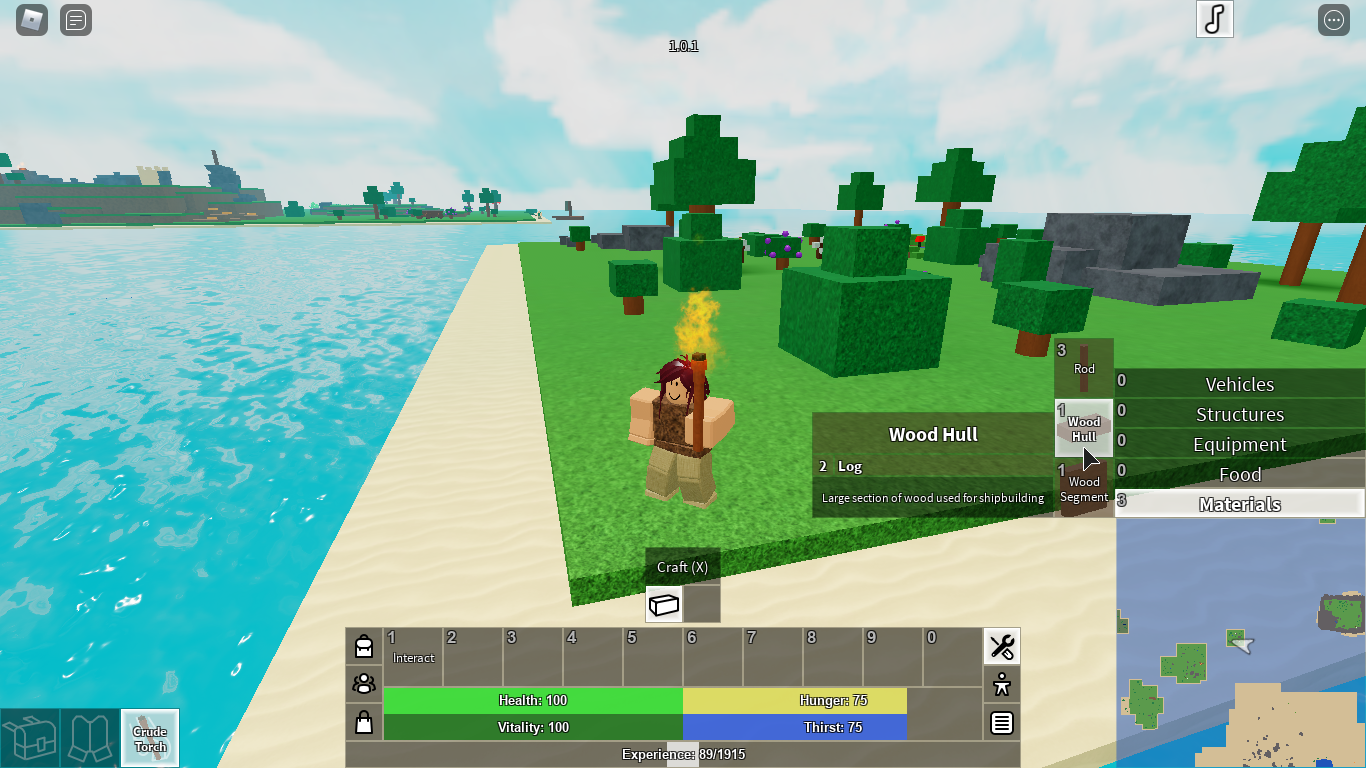 1.0.1
3
Rod
0
Vehicles
1
Wood
Hull
0
Structures
Wood Hull
0
Equipment
2 Log
1
Wood
Segment
0
Food
Large section of wood used for shipbuilding
3
Materials
Craft (X)
1 2 3 4 5 6 7 8 9 0
Interact
Health: 100
Hunger: 75
Vitality: 100
Thirst: 75
Crude
Torch
Experience: 89/1915